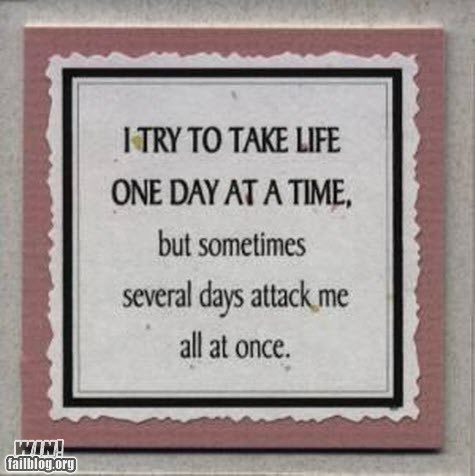 I TRY TO TAKE LIFE
ONE DAY AT A TIME,
but sometimes
several days attack me
all at once.
WIN!
failblog.org